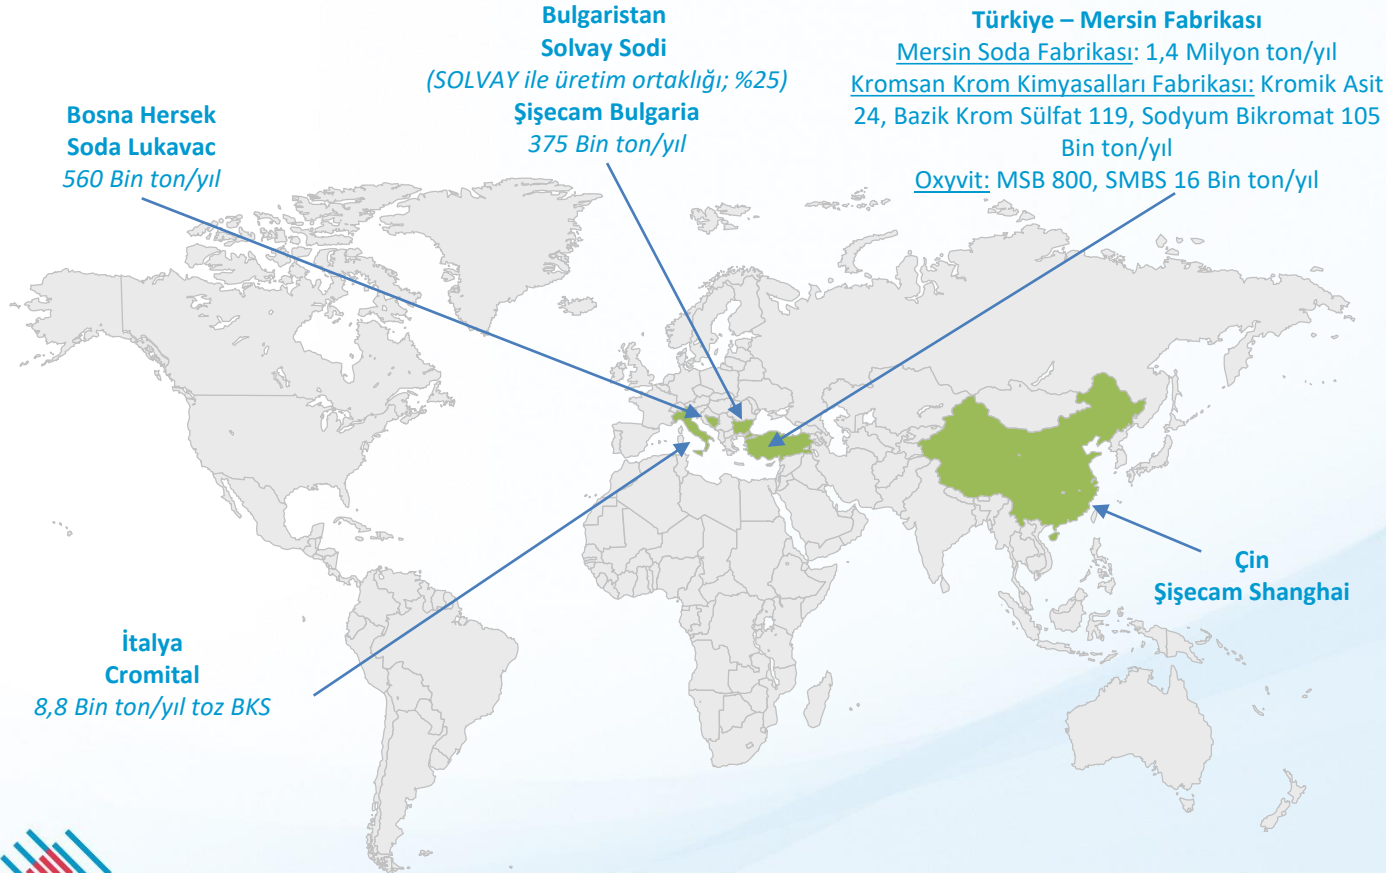 Bulgaristan
Solvay Sodi
(SOLVAY ile üretim ortaklığı; %25)
Şişecam Bulgaria
375 Bin ton/yıl
Türkiye – Mersin Fabrikası
Mersin Soda Fabrikası: 1,4 Milyon ton/yıl
Kromsan Krom Kimyasalları Fabrikası: Kromik Asit
24, Bazik Krom Sülfat 119, Sodyum Bikromat 105
Bin ton/yıl
Oxyvit: MSB 800, SMBS 16 Bin ton/yıl
Bosna Hersek
Soda Lukavac
560 Bin ton/yıl
Çin
Şişecam Shanghai
İtalya
Cromital
8,8 Bin ton/yıl toz BKS